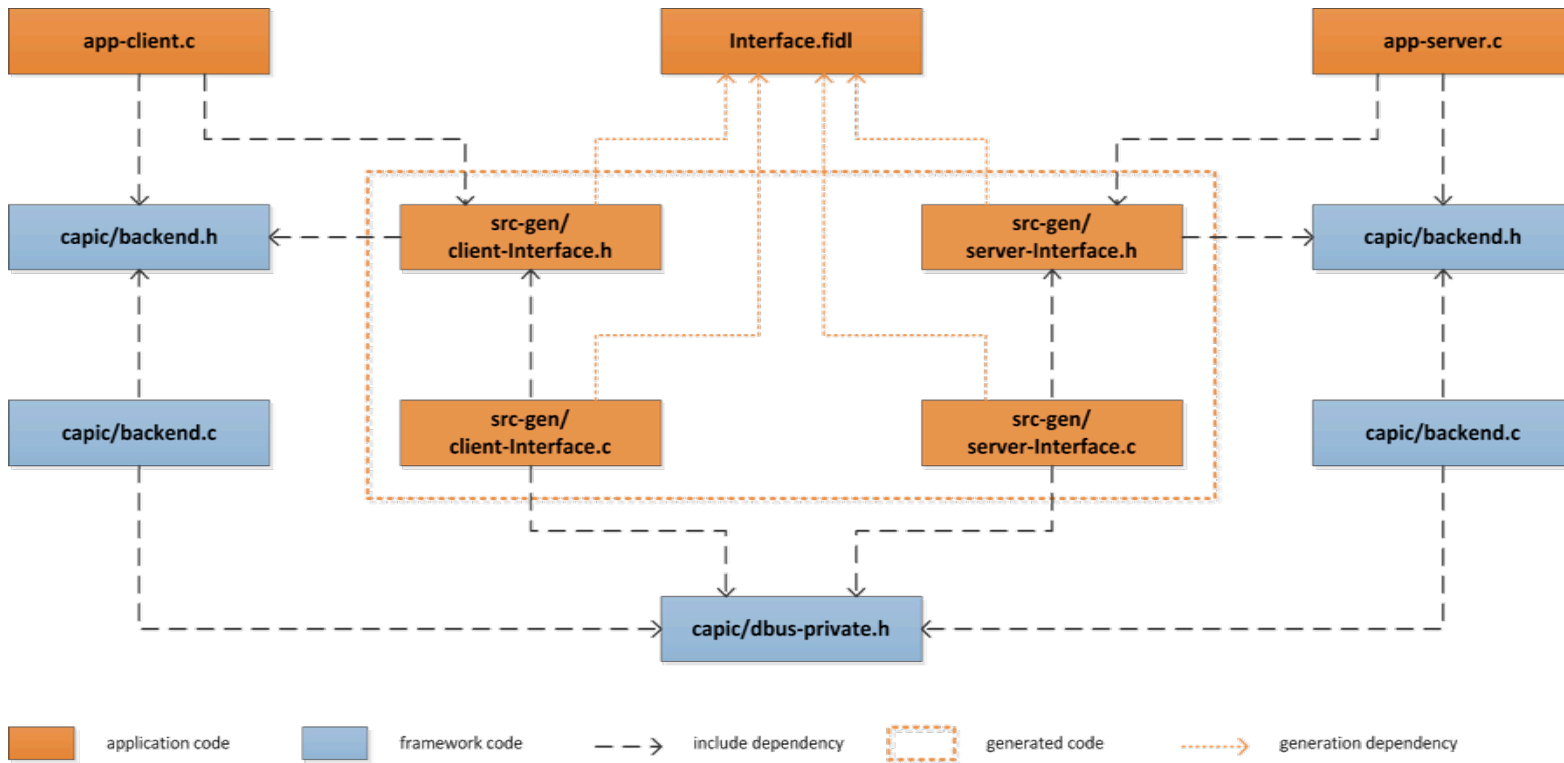 app-client.c
Interface.fidl
app-server.c
capic/backend.h
src-gen/
client-Interface.h
src-gen/
server-Interface.h
capic/backend.h
capic/backend.c
src-gen/
client-Interface.c
src-gen/
server-Interface.c
capic/backend.c
capic/dbus-private.h
application code
framework code
include dependency
generated code
generation dependency